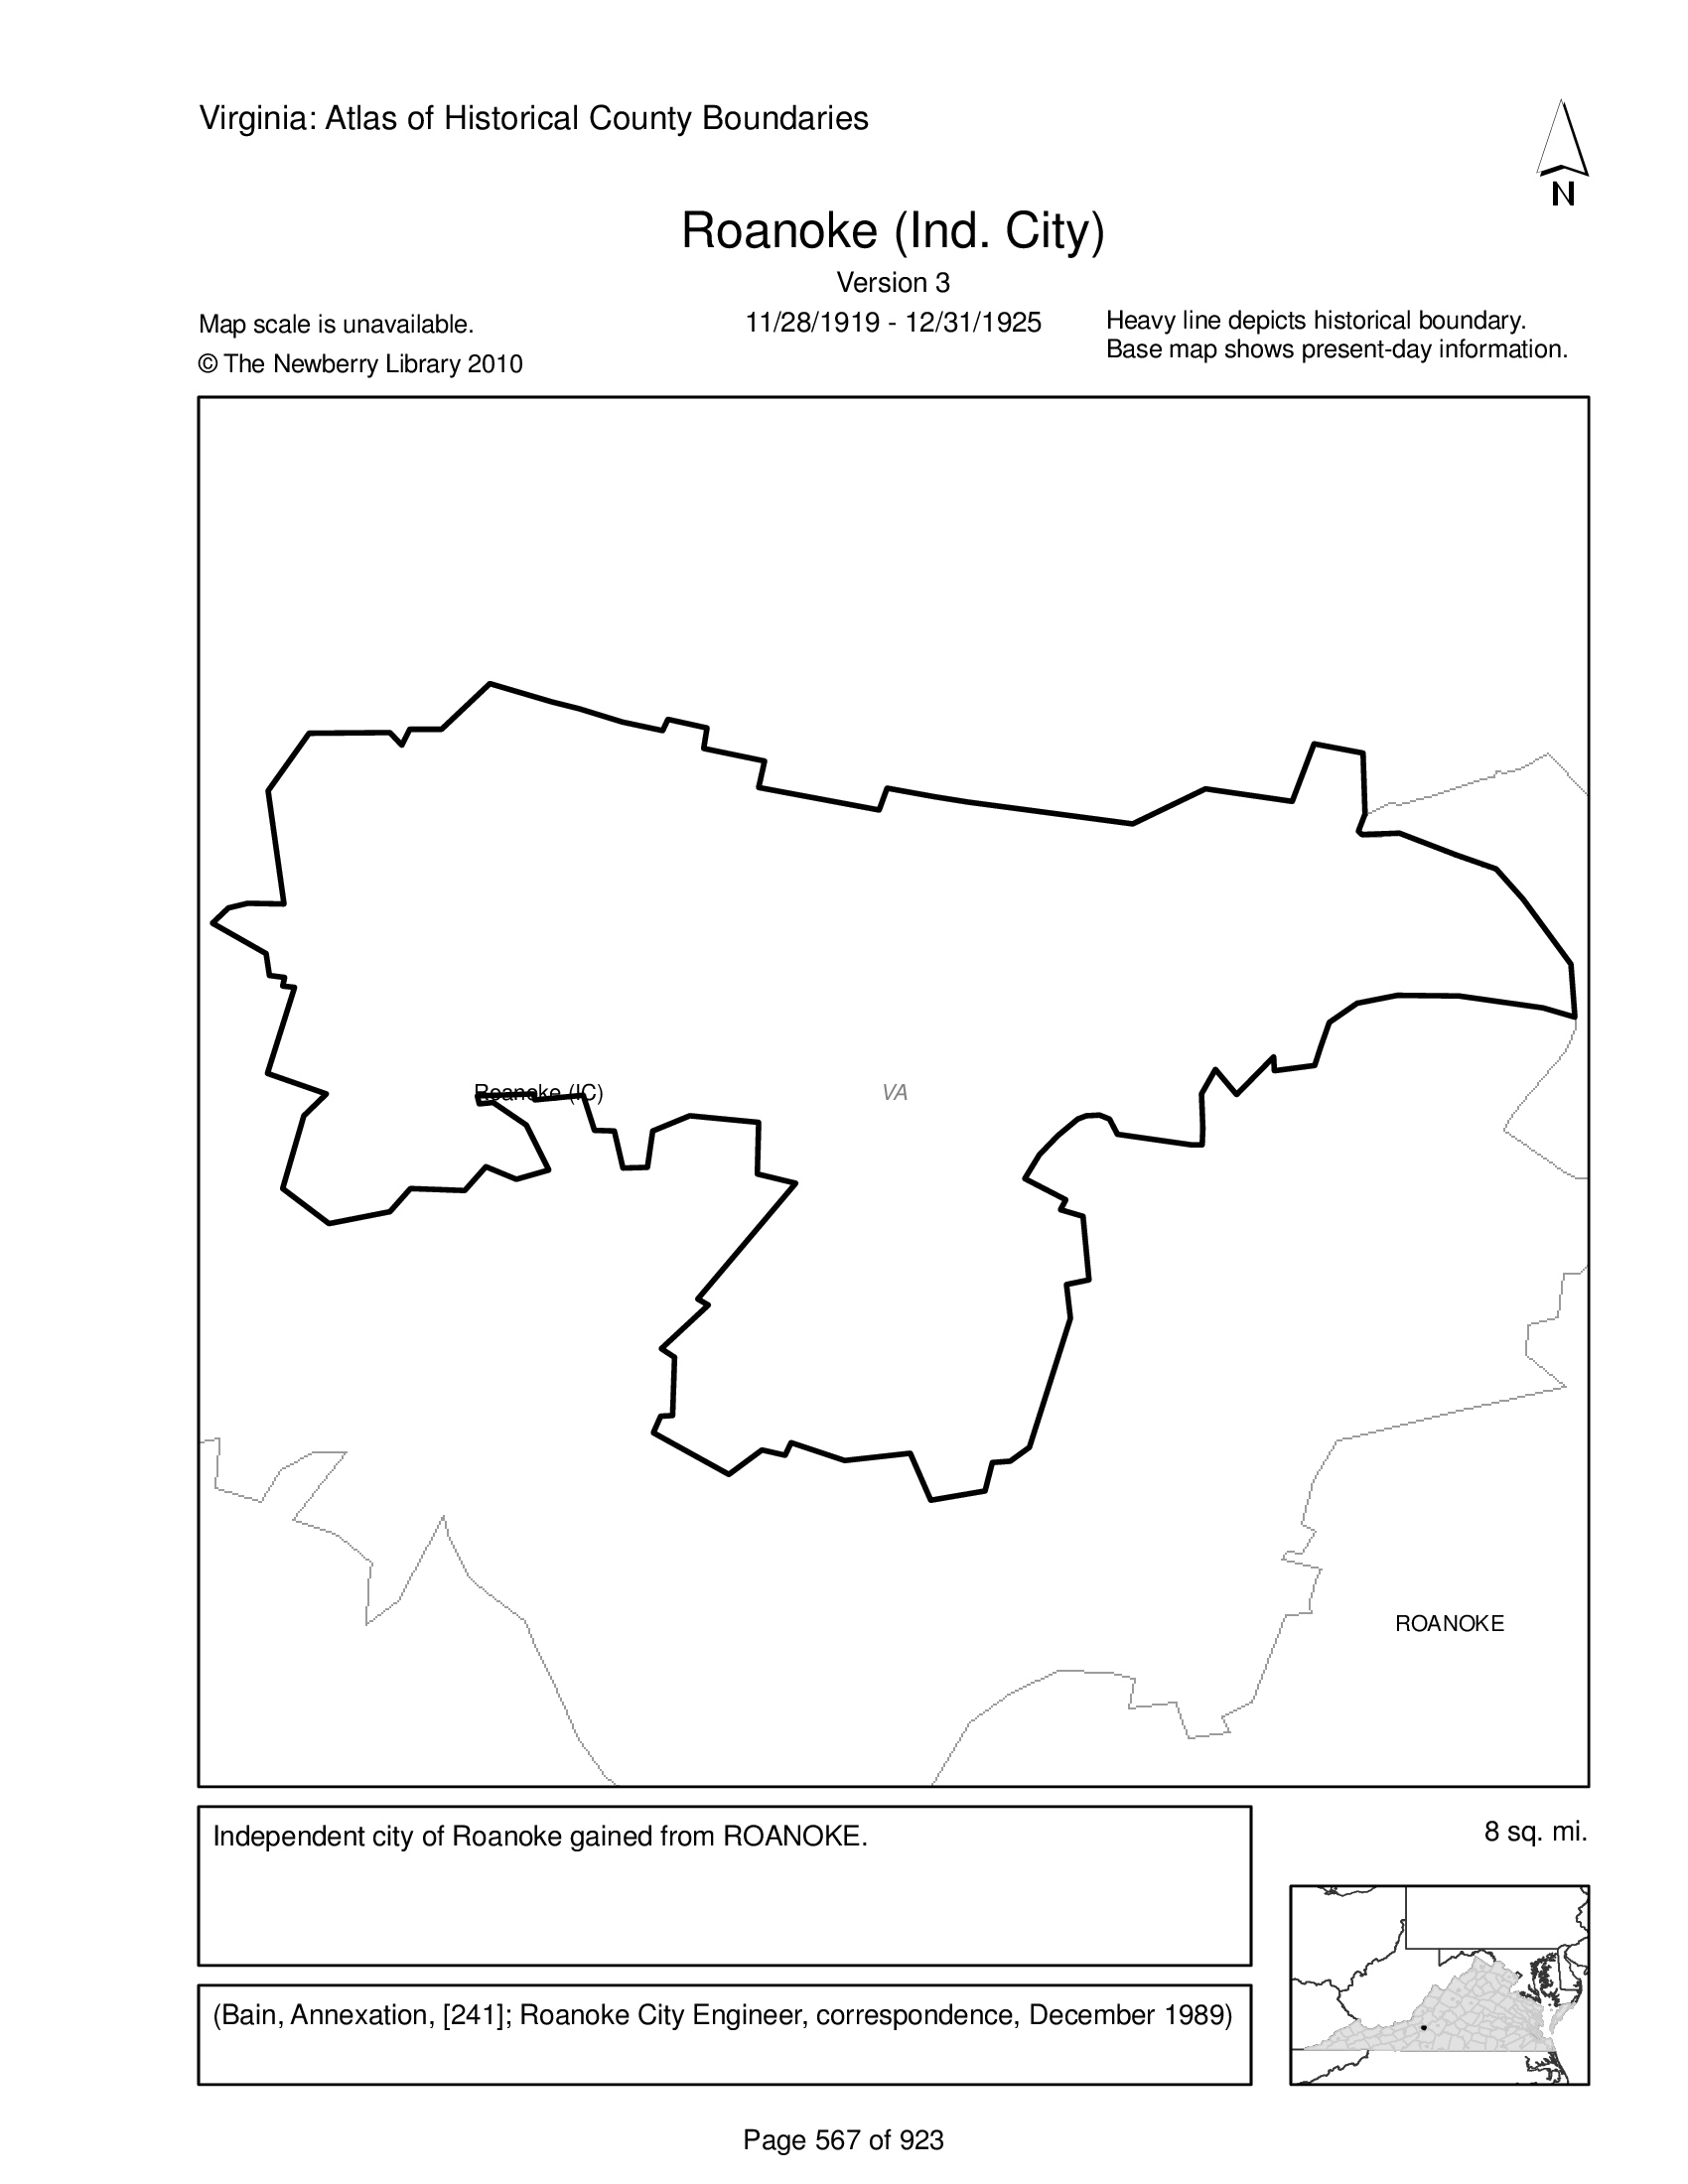 Virginia: Atlas of Historical County Boundaries
N
Roanoke (Ind. City)
Version 3
Map scale is unavailable.
11/28/1919 - 12/31/1925
Heavy line depicts historical boundary.
Base map shows present-day information.
© The Newberry Library 2010
Roanoke (IC)
VA
ROANOKE
Independent city of Roanoke gained from ROANOKE.
8 sq. mi.
(Bain, Annexation, [241]; Roanoke City Engineer, correspondence, December 1989)
Page 567 of 923